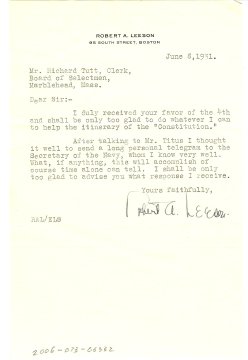 ROBERT A. LEESON
85 SOUTH STREET, BOSTON
June 8, 1931.
Mr. Richard Tutt, Clerk,
Board of Selectmen,
Marblehead, Mass.
Dear Sir:-
I duly received your favor of the 4th
and shall be only too glad to do whatever I can
to help the itinerary of the "Constitution."
After talking to Mr. Titus I thought
it well to send a long personal telegram to the
Secretary of the Navy, whom I know very well.
What, if anything, this will accomplish of
course time alone can tell. I shall be only
too glad to advise you what response I receive.
Yours faithfully,
Robert A. Leeson
RAL/ELS
2006-073-00362